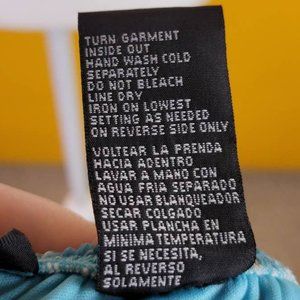 TURN GARMENT
INSIDE OUT
HAND WASH COLD
SEPARATELY
DO NOT BLEACH
LINE DRY
IRON ON LOWEST
SETTING AS NEEDED
ON REVERSE SIDE ONLY
VOLTEAR LA PRENDA
HACIA ADENTRO
LAVAR A MANO CON
AGUA FRIA SEPARADO
NO USAR BLANQUEADOR
SECAR COLGADO
USAR PLANCHA EN
MINIMA TEMPERATURA
SI SE NECESITA,
AL REVERSO
SOLAMENTE